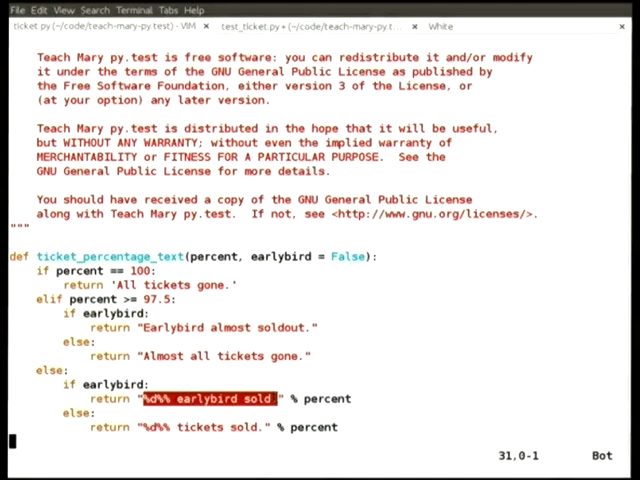 File Edit View Search Terminal Tabs Help
ticket.py (~/code/teach-mary-py.test) - VIM × test_ticket.py + (~/code/teach-mary-py.t... × White ×
Teach Mary py.test is free software: you can redistribute it and/or modify
it under the terms of the GNU General Public License as published by
the Free Software Foundation, either version 3 of the License, or
(at your option) any later version.
Teach Mary py.test is distributed in the hope that it will be useful,
but WITHOUT ANY WARRANTY; without even the implied warranty of
MERCHANTABILITY or FITNESS FOR A PARTICULAR PURPOSE.  See the
GNU General Public License for more details.
You should have received a copy of the GNU General Public License
along with Teach Mary py.test.  If not, see <http://www.gnu.org/licenses/>.
"""
def ticket_percentage_text(percent, earlybird = False):
    if percent == 100:
        return 'All tickets gone.'
    elif percent >= 97.5:
        if earlybird:
            return "Earlybird almost soldout."
        else:
            return "Almost all tickets gone."
    else:
        if earlybird:
            return "%d%% earlybird sold." % percent
        else:
            return "%d%% tickets sold." % percent
31,0-1 Bot